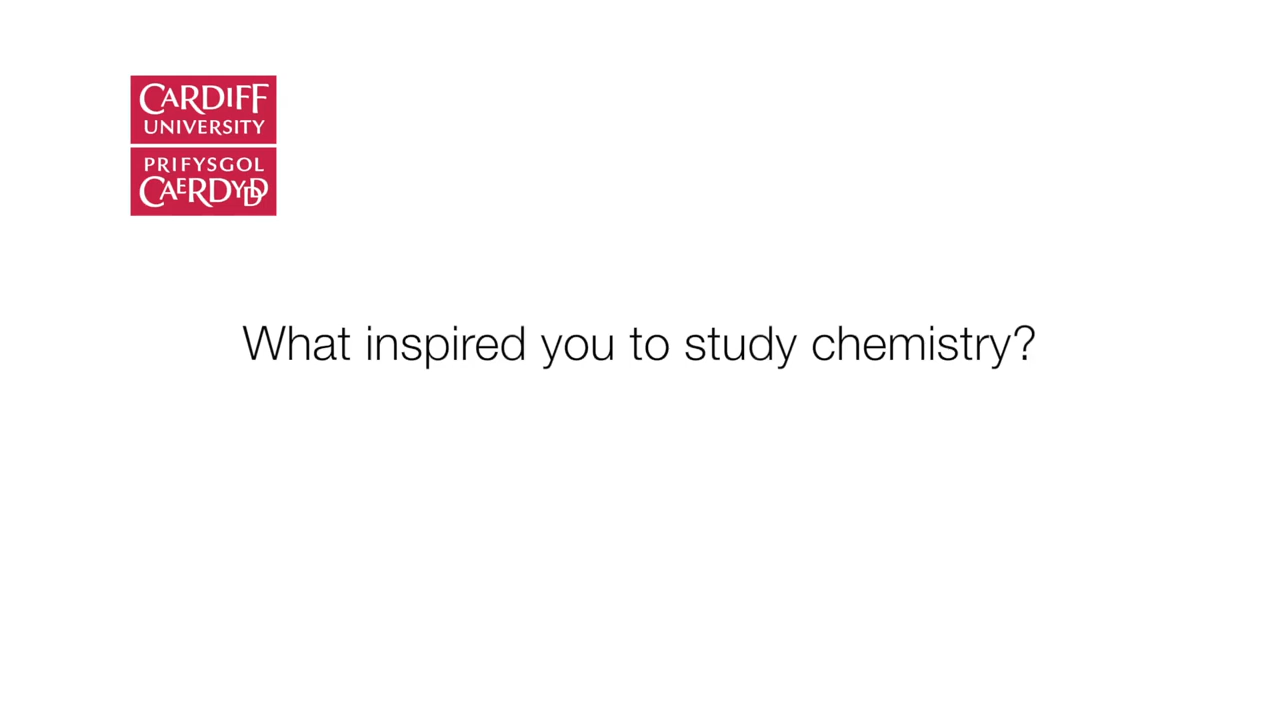 CARDIFF
UNIVERSITY
PRIFYSGOL
CAERDYDD
What inspired you to study chemistry?